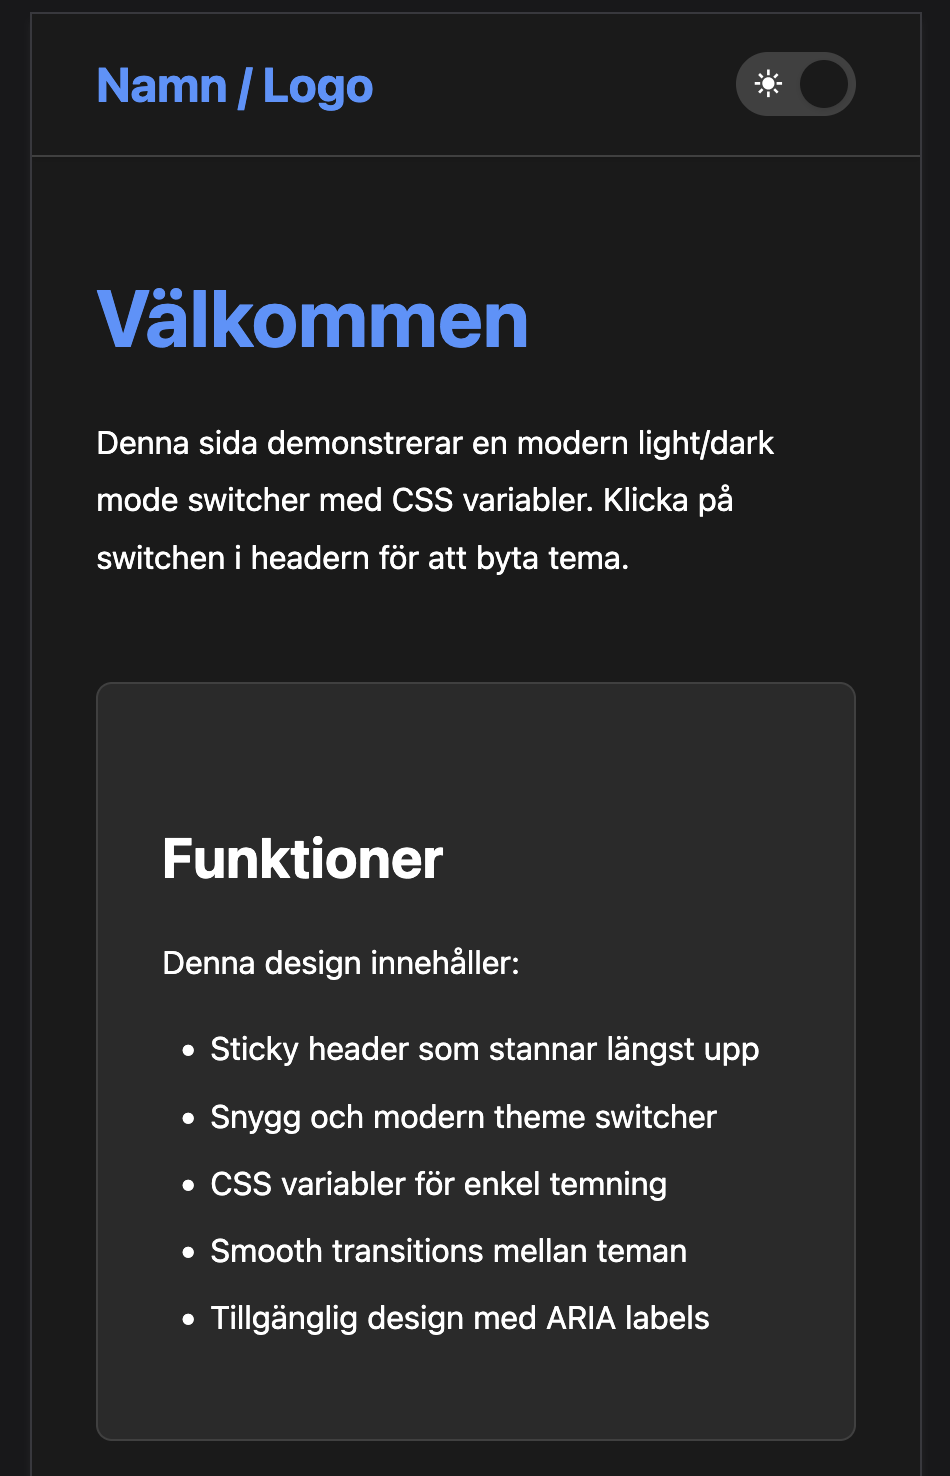 Namn / Logo
Välkommen
Denna sida demonstrerar en modern light/dark
mode switcher med CSS variabler. Klicka på
switchen i headern för att byta tema.
Funktioner
Denna design innehåller:
• Sticky header som stannar längst upp
• Snygg och modern theme switcher
• CSS variabler för enkel temning
• Smooth transitions mellan teman
• Tillgänglig design med ARIA labels